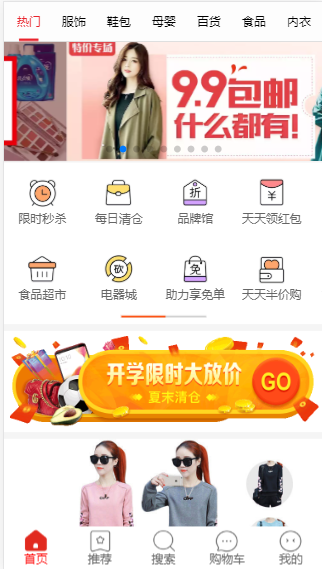 热门 服饰 鞋包 母婴 百货 食品 内衣
特价专场
9.9包邮
什么都有!
折 ¥
限时秒杀 每日清仓 品牌馆 天天领红包
砍 免
食品超市 电器城 助力享免单 天天半价购
开学限时大放价
夏末清仓
GO
首页 推荐 搜索 购物车 我的